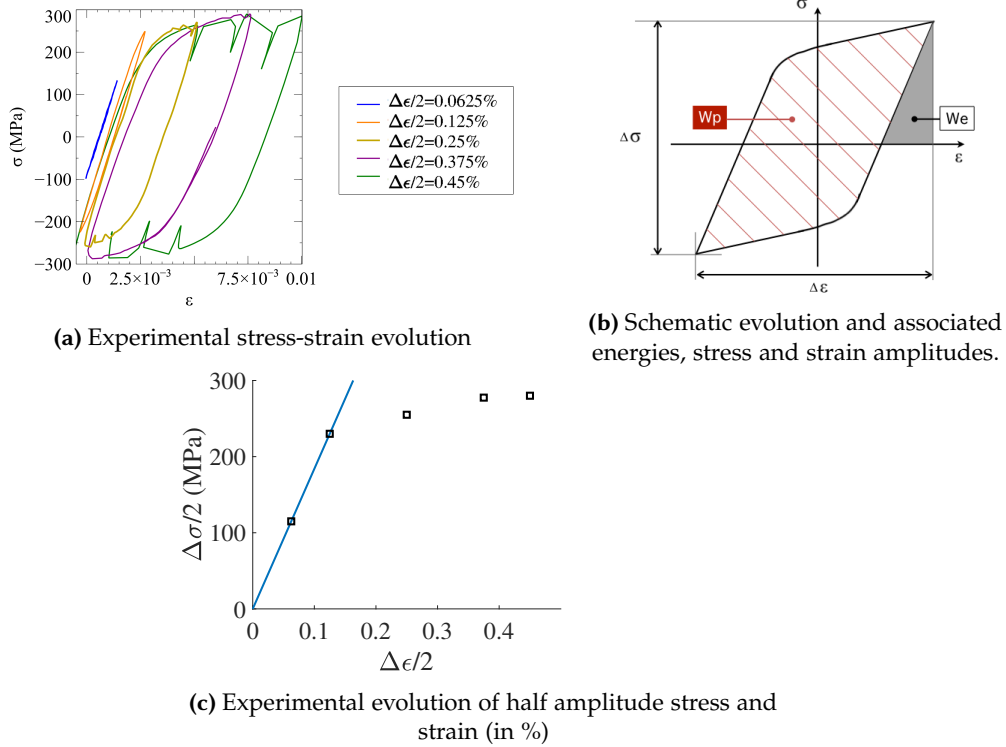 300
200
100
0
−100
−200
−300
σ (MPa)
0
2.5×10⁻³
7.5×10⁻³
0.01
ε
Δϵ/2=0.0625%
Δϵ/2=0.125%
Δϵ/2=0.25%
Δϵ/2=0.375%
Δϵ/2=0.45%
(a) Experimental stress-strain evolution
σ
Wp
We
Δσ
ε
Δε
(b) Schematic evolution and associated
energies, stress and strain amplitudes.
300
200
100
0
Δσ/2 (MPa)
0
0.1
0.2
0.3
0.4
Δϵ/2
(c) Experimental evolution of half amplitude stress and
strain (in %)